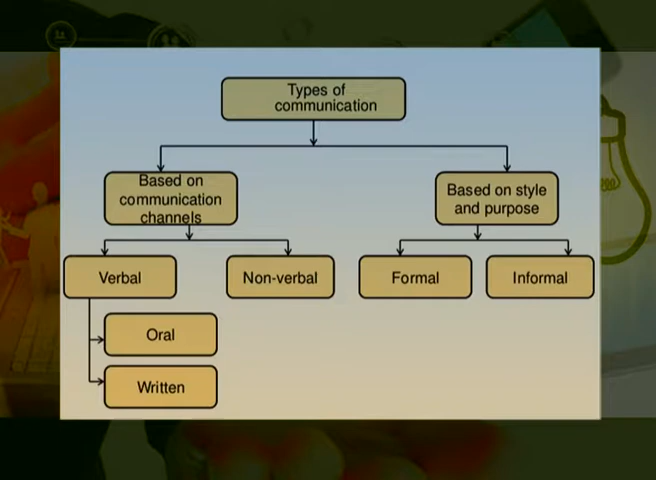 Types of
communication
Based on
communication
channels
Based on style
and purpose
Verbal
Non-verbal
Formal
Informal
Oral
Written